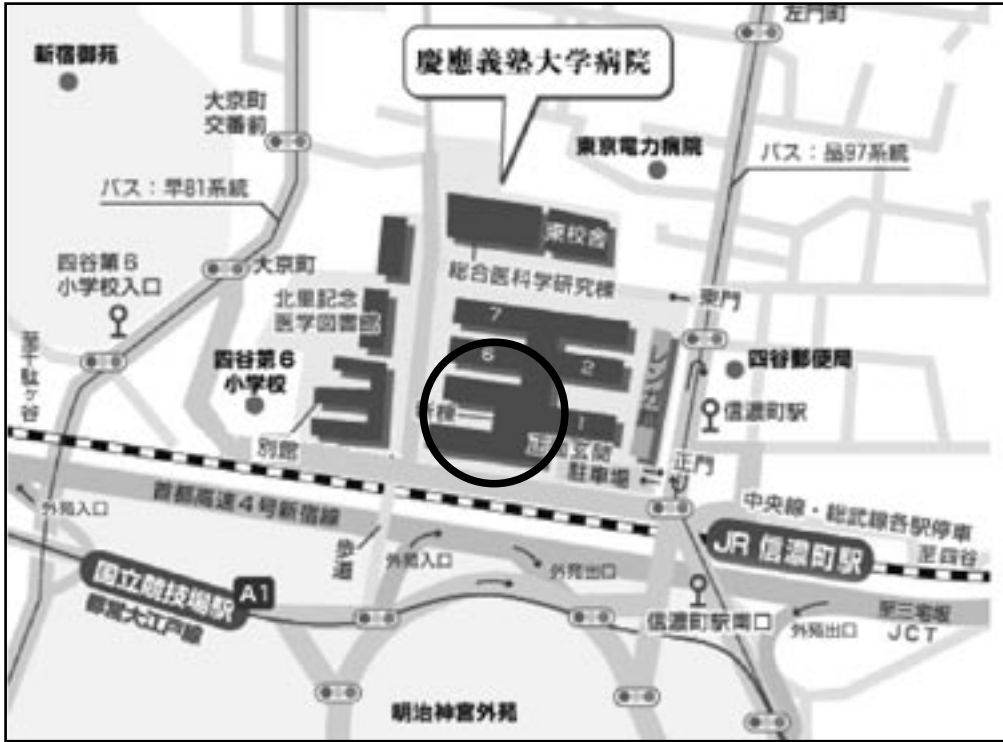 左門町
新宿御苑
慶應義塾大学病院
大京町
交番前
東京電力病院
バス：品97系統
バス：早81系統
東校舎
四谷第6
小学校入口
大京町
総合医科学研究棟
北里記念
医学図書館
東門
7
6
2
至千駄ヶ谷
四谷第6
小学校
レンガ館
四谷郵便局
新棟
1
信濃町駅
別館
正面玄関
駐車場
正門
首都高速4号新宿線
外苑入口
中央線・総武線各駅停車
JR 信濃町駅
至四谷
歩道
外苑入口
外苑出口
国立競技場駅
A1
都営大江戸線
信濃町駅南口
外苑出口
至三宅坂
JCT
明治神宮外苑